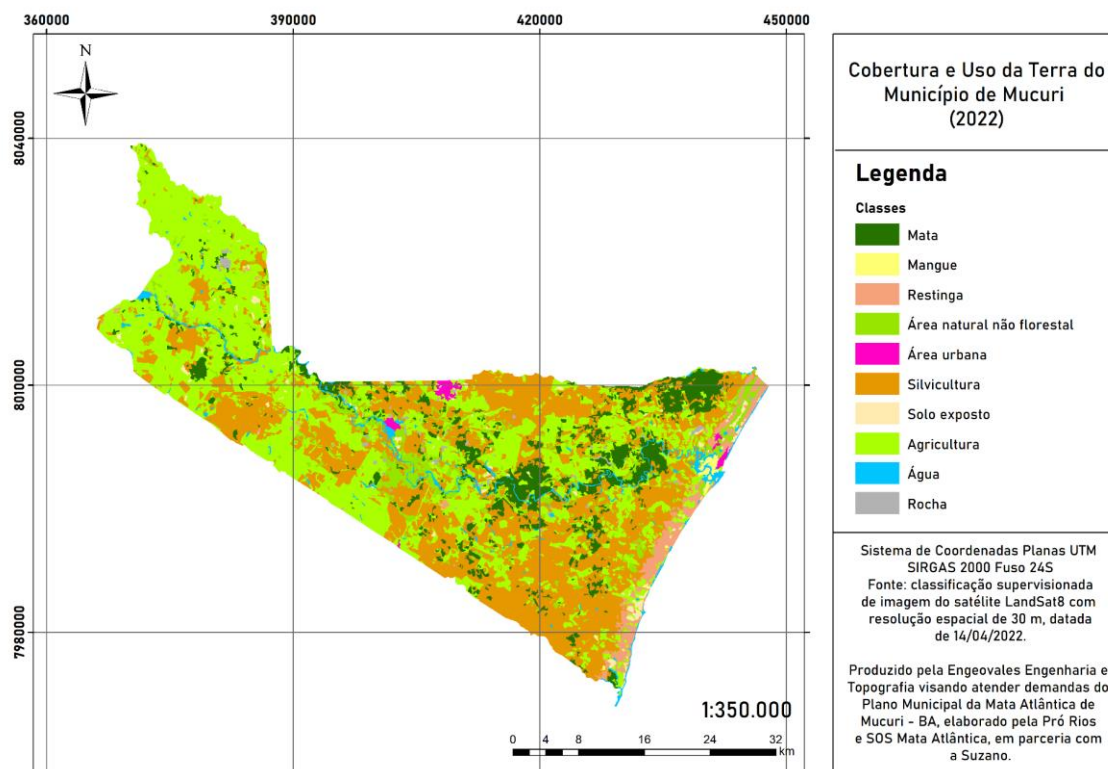 360000
390000
420000
450000
N
8040000
8010000
7980000
1:350.000
0 4 8 16 24 32
km
Cobertura e Uso da Terra do
Município de Mucuri
(2022)
Legenda
Classes
Mata
Mangue
Restinga
Área natural não florestal
Área urbana
Silvicultura
Solo exposto
Agricultura
Água
Rocha
Sistema de Coordenadas Planas UTM
SIRGAS 2000 Fuso 24S
Fonte: classificação supervisionada
de imagem do satélite LandSat8 com
resolução espacial de 30 m, datada
de 14/04/2022.
Produzido pela Engeovales Engenharia e
Topografia visando atender demandas do
Plano Municipal da Mata Atlântica de
Mucuri - BA, elaborado pela Pró Rios
e SOS Mata Atlântica, em parceria com
a Suzano.